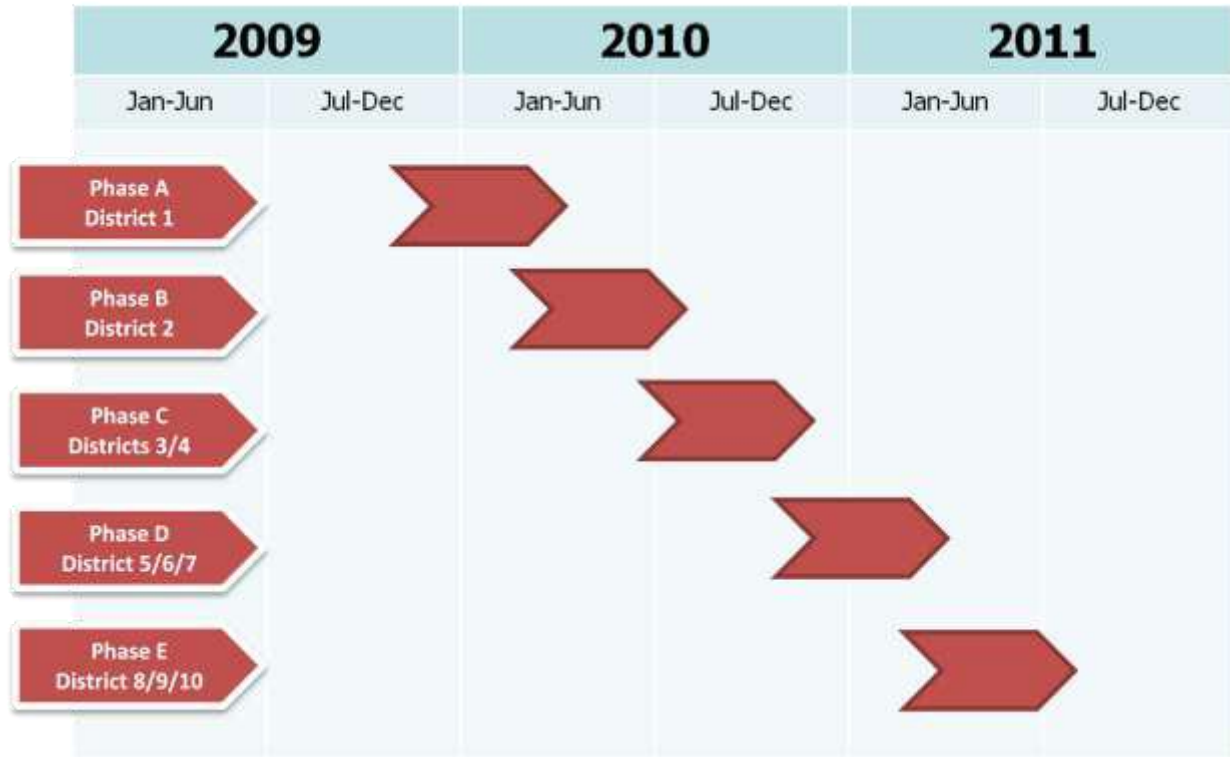 2009 2010 2011
Jan-Jun Jul-Dec Jan-Jun Jul-Dec Jan-Jun Jul-Dec
Phase A
District 1
Phase B
District 2
Phase C
Districts 3/4
Phase D
District 5/6/7
Phase E
District 8/9/10